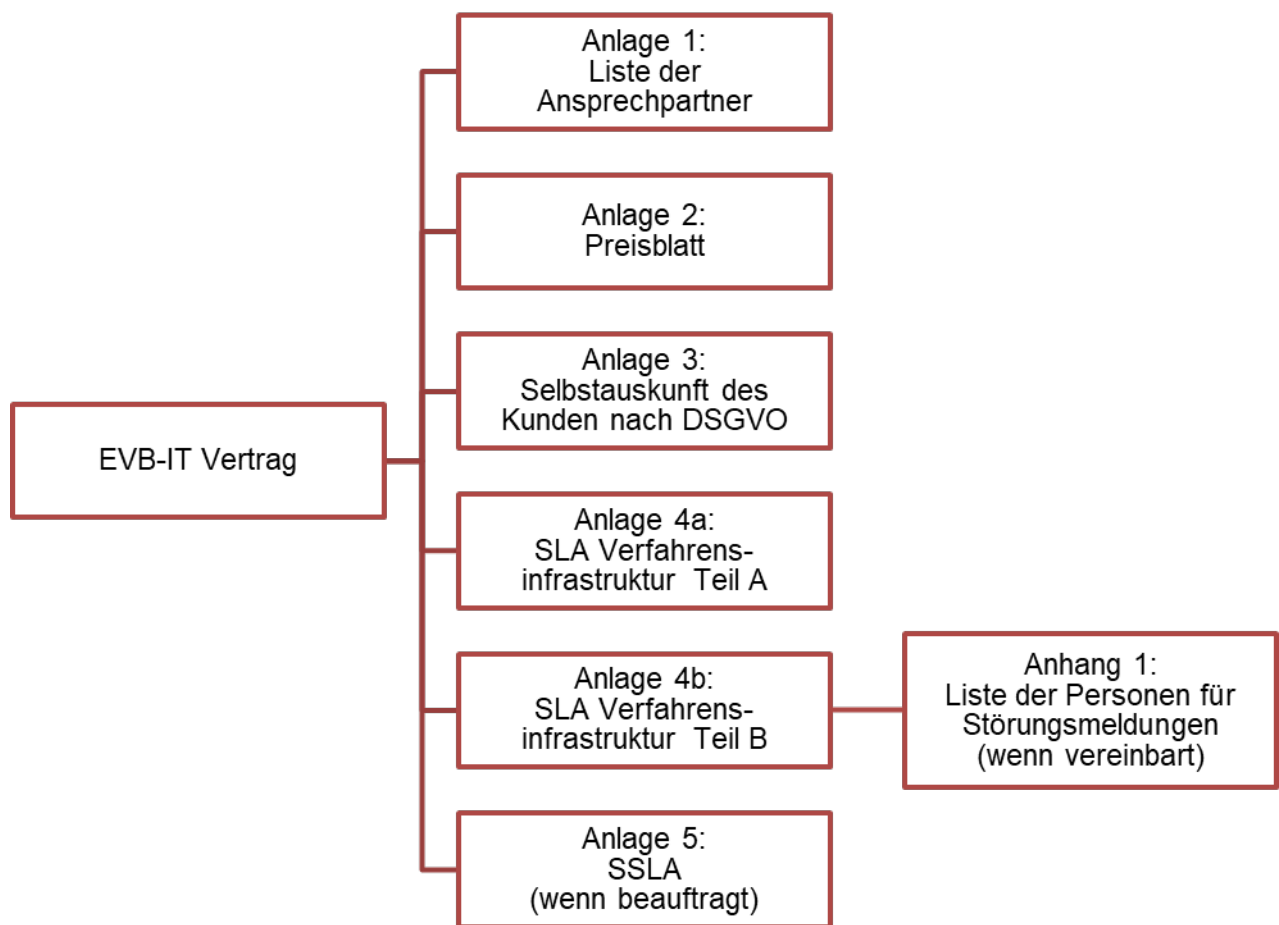 EVB-IT Vertrag
Anlage 1:
Liste der
Ansprechpartner
Anlage 2:
Preisblatt
Anlage 3:
Selbstauskunft des
Kunden nach DSGVO
Anlage 4a:
SLA Verfahrens-
infrastruktur Teil A
Anlage 4b:
SLA Verfahrens-
infrastruktur Teil B
Anhang 1:
Liste der Personen für
Störungsmeldungen
(wenn vereinbart)
Anlage 5:
SSLA
(wenn beauftragt)